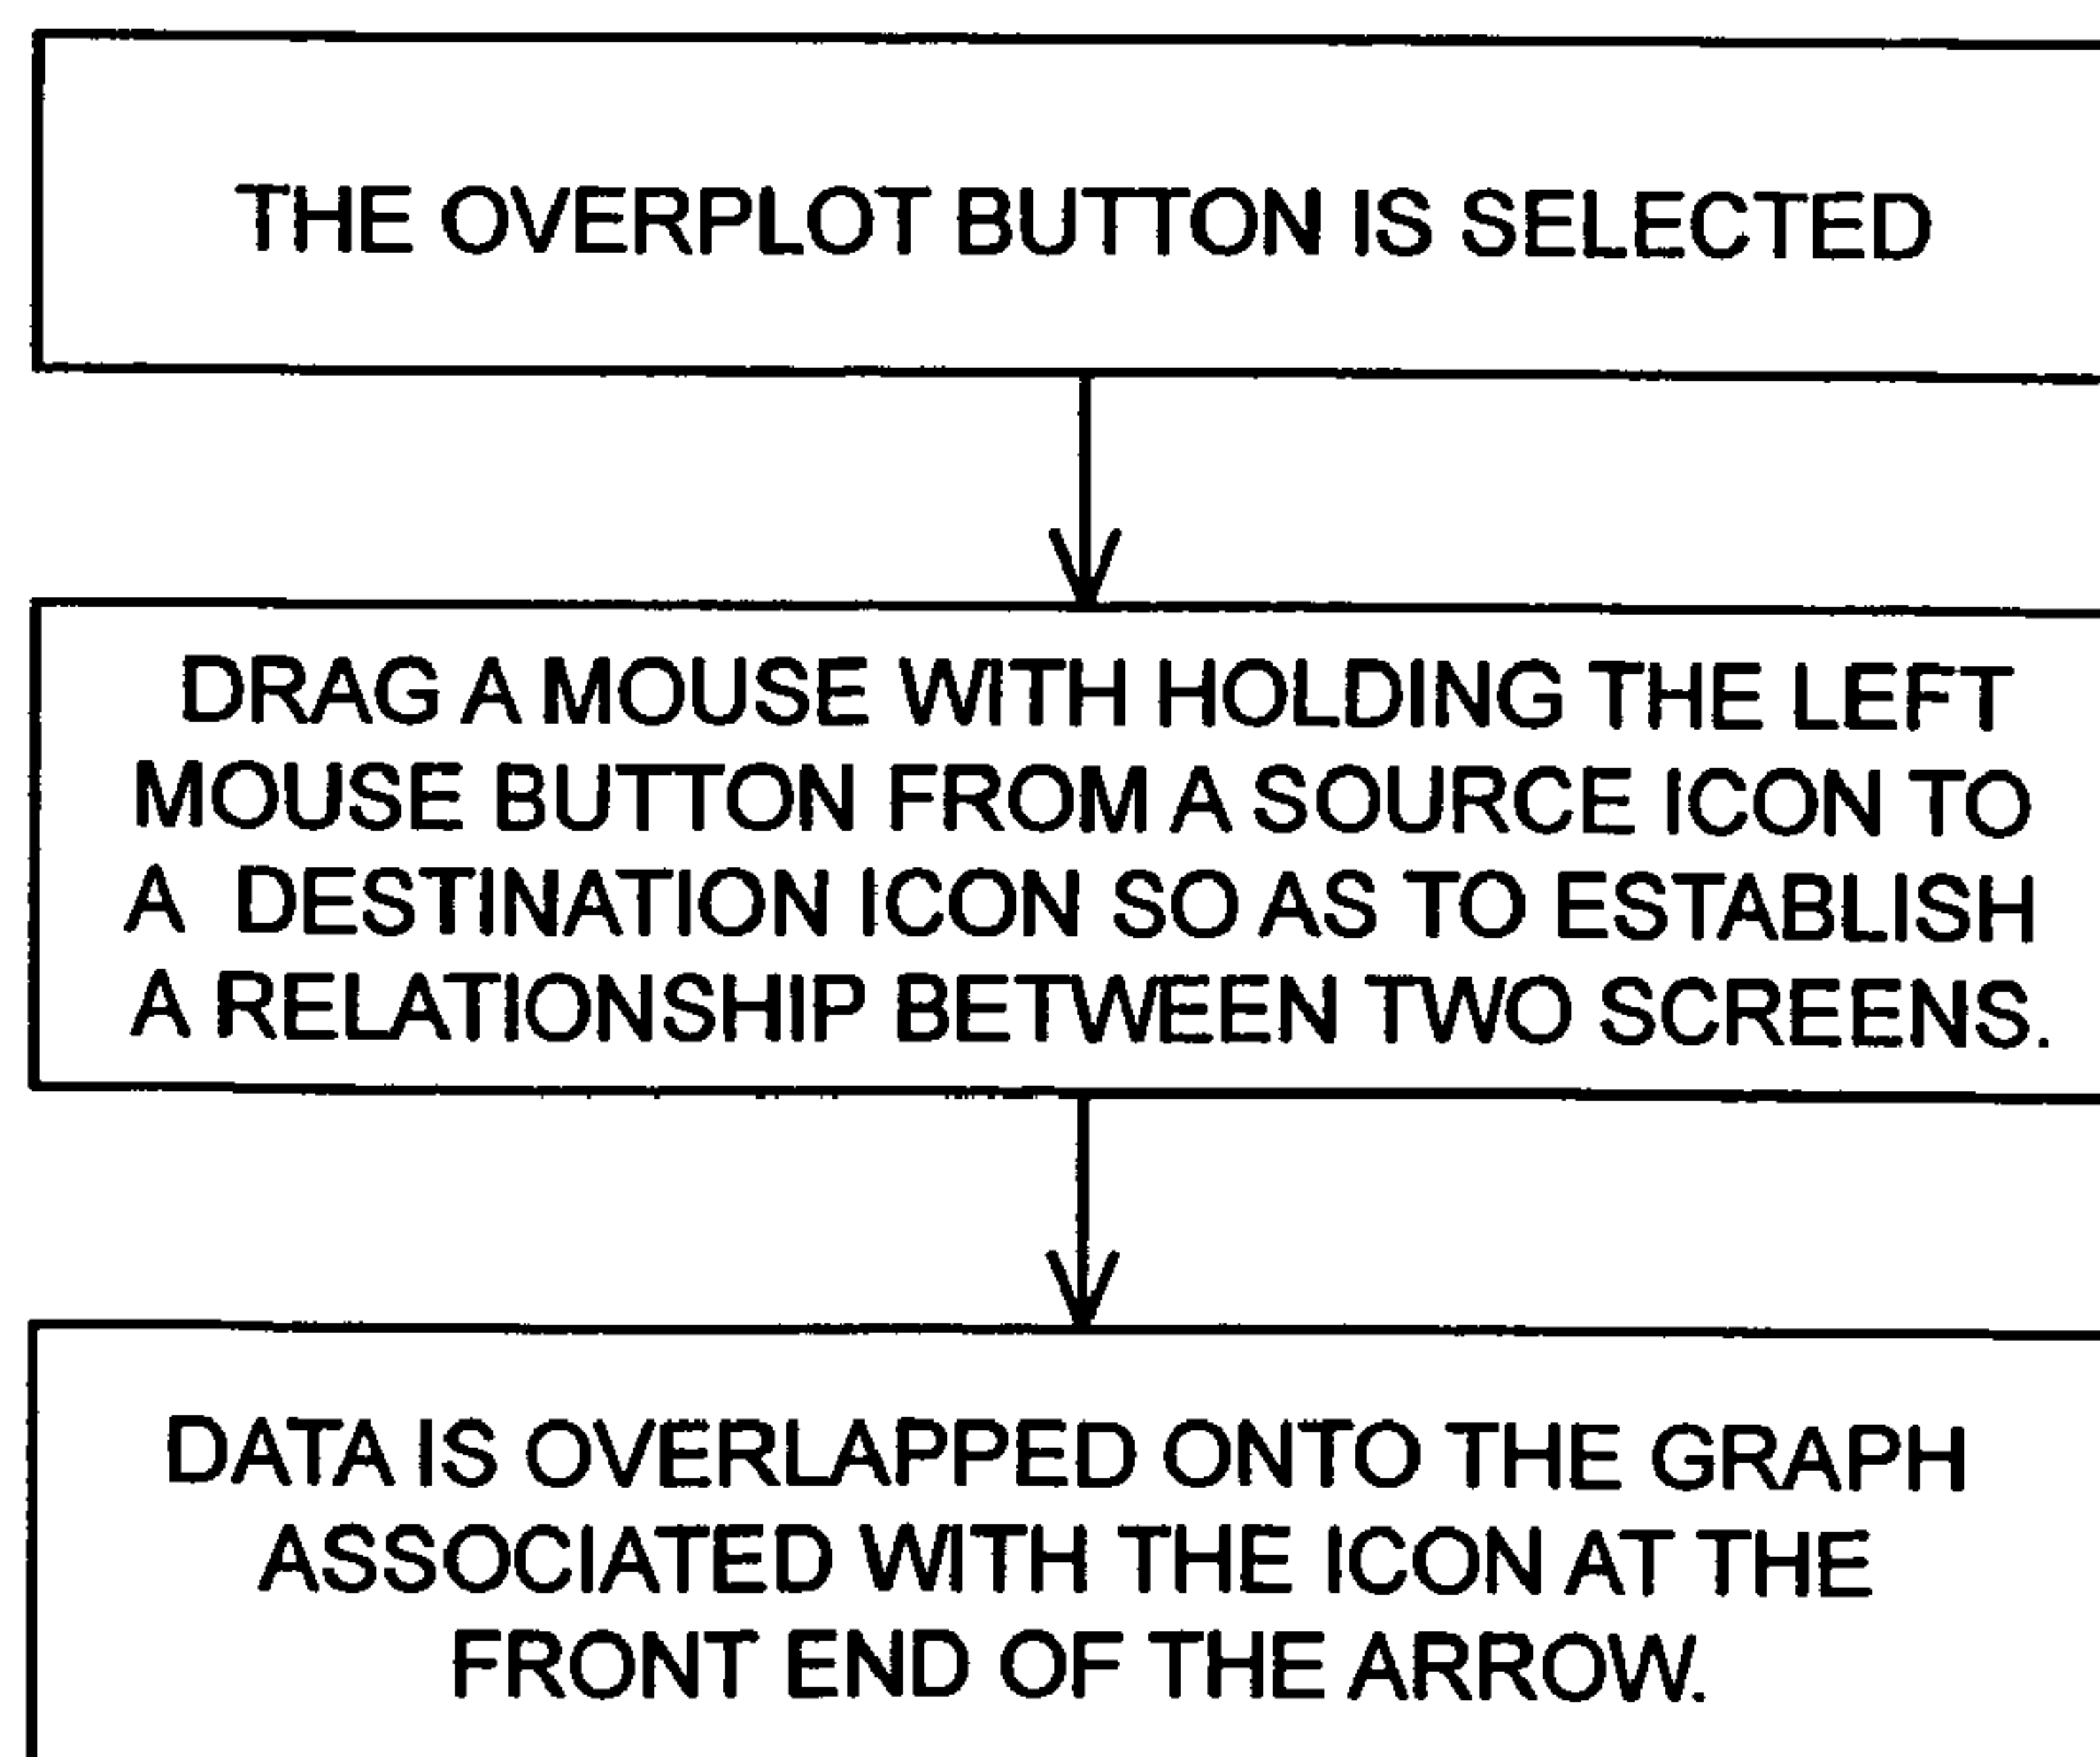 THE OVERPLOT BUTTON IS SELECTED
DRAG A MOUSE WITH HOLDING THE LEFT
MOUSE BUTTON FROM A SOURCE ICON TO
A DESTINATION ICON SO AS TO ESTABLISH
A RELATIONSHIP BETWEEN TWO SCREENS.
DATA IS OVERLAPPED ONTO THE GRAPH
ASSOCIATED WITH THE ICON AT THE
FRONT END OF THE ARROW.